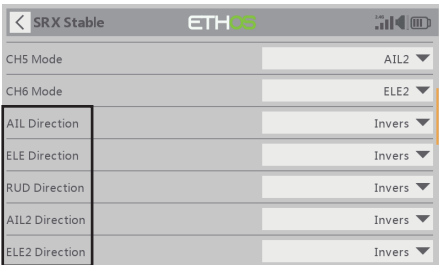 SRX Stable ETHOS
CH5 Mode AIL2
CH6 Mode ELE2
AIL Direction Invers
ELE Direction Invers
RUD Direction Invers
AIL2 Direction Invers
ELE2 Direction Invers